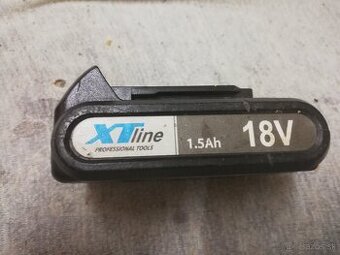 XTline
PROFESSIONAL TOOLS
1.5Ah
18V